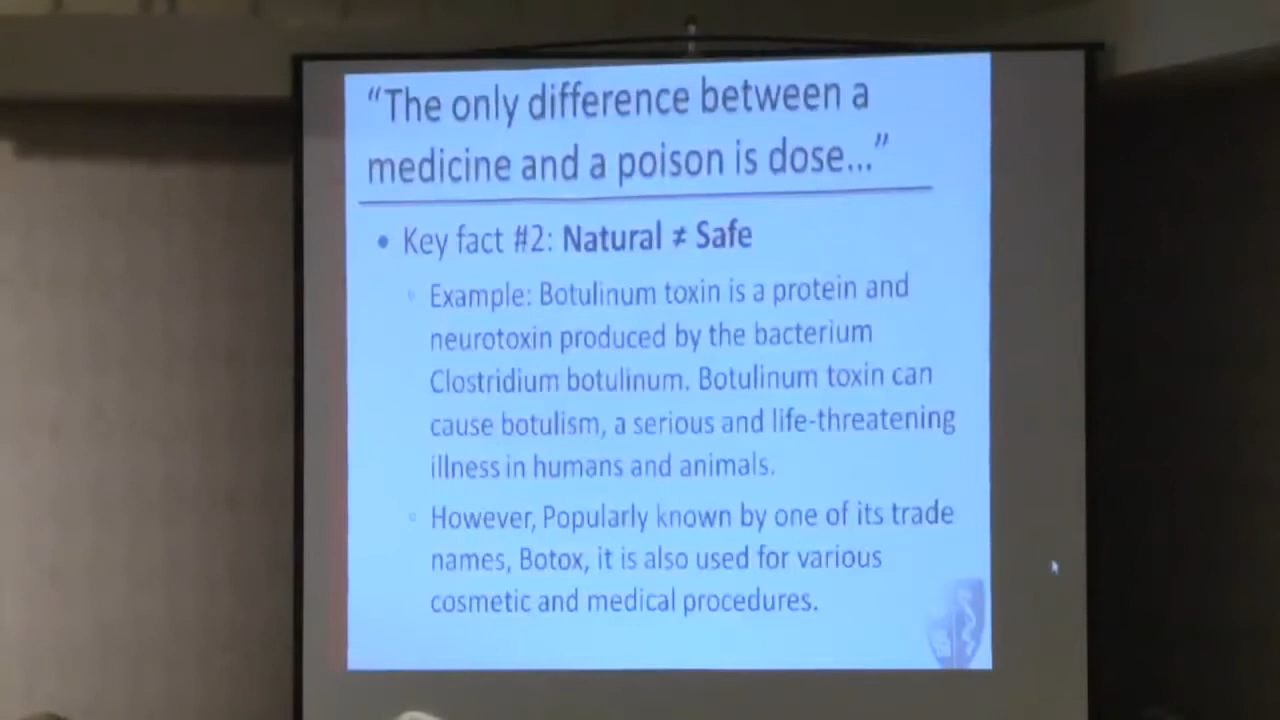 “The only difference between a
medicine and a poison is dose...”
• Key fact #2: Natural ≠ Safe
◦ Example: Botulinum toxin is a protein and
neurotoxin produced by the bacterium
Clostridium botulinum. Botulinum toxin can
cause botulism, a serious and life-threatening
illness in humans and animals.
◦ However, Popularly known by one of its trade
names, Botox, it is also used for various
cosmetic and medical procedures.